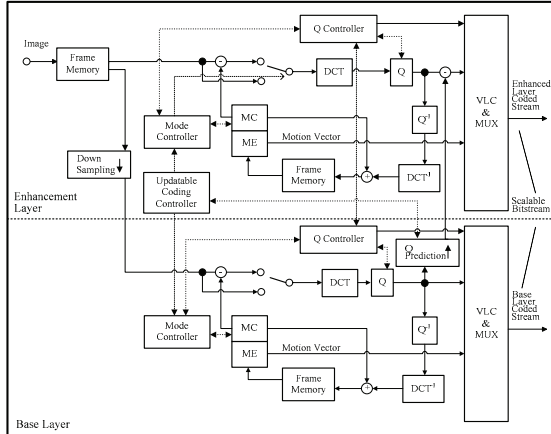 Image
Frame
Memory
Down
Sampling
Enhancement
Layer
Mode
Controller
Updatable
Coding
Controller
Q Controller
-
DCT
Q
-
MC
ME
Motion Vector
Frame
Memory
+
Q-1
DCT-1
VLC
&
MUX
Enhanced
Layer
Coded
Stream
Scalable
Bitstream
Q
Prediction
Q Controller
-
DCT
Q
Mode
Controller
MC
ME
Motion Vector
Frame
Memory
+
Q-1
DCT-1
VLC
&
MUX
Base
Layer
Coded
Stream
Base Layer